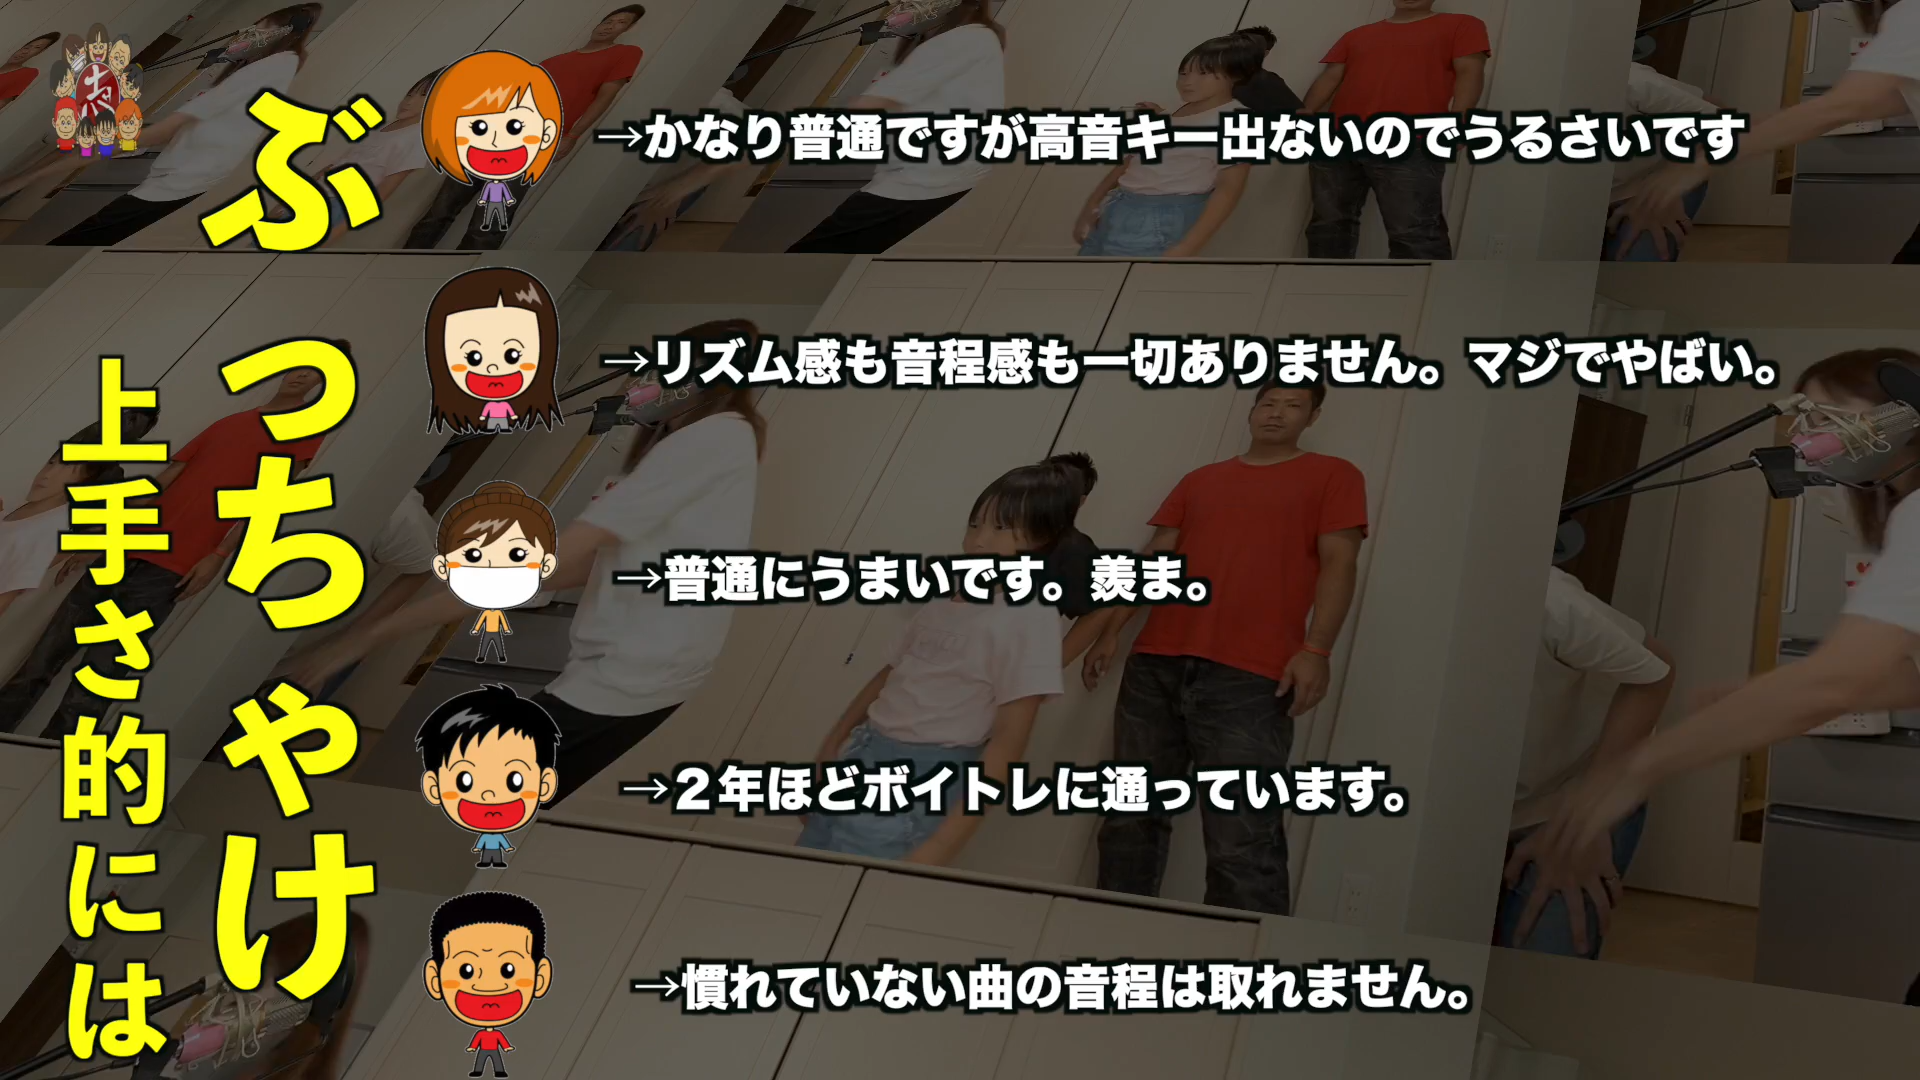 ぶっちゃけ
上手さ的には
→かなり普通ですが高音キー出ないのでうるさいです
→リズム感も音程感も一切ありません。マジでやばい。
→普通にうまいです。羨ま。
→２年ほどボイトレに通っています。
→慣れていない曲の音程は取れません。